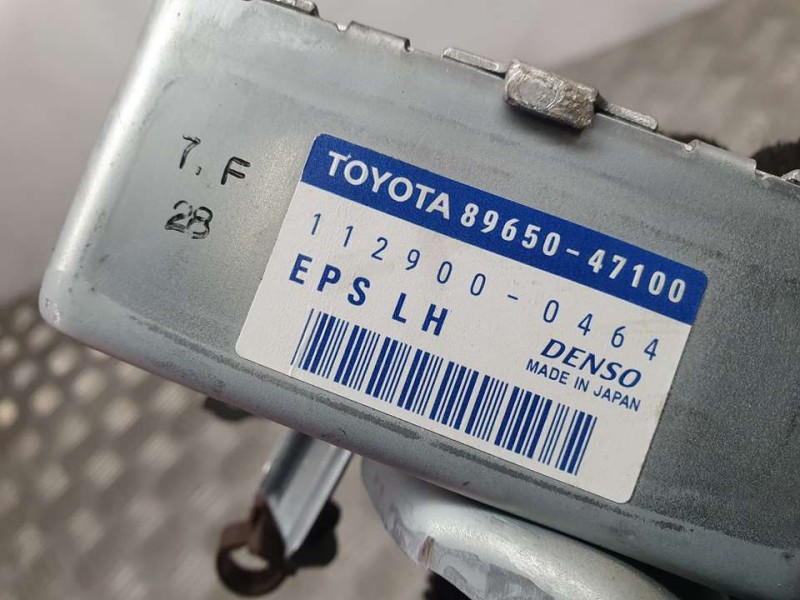 7, F
28
TOYOTA 89650-47100
112900-0464
EPS LH
DENSO
MADE IN JAPAN